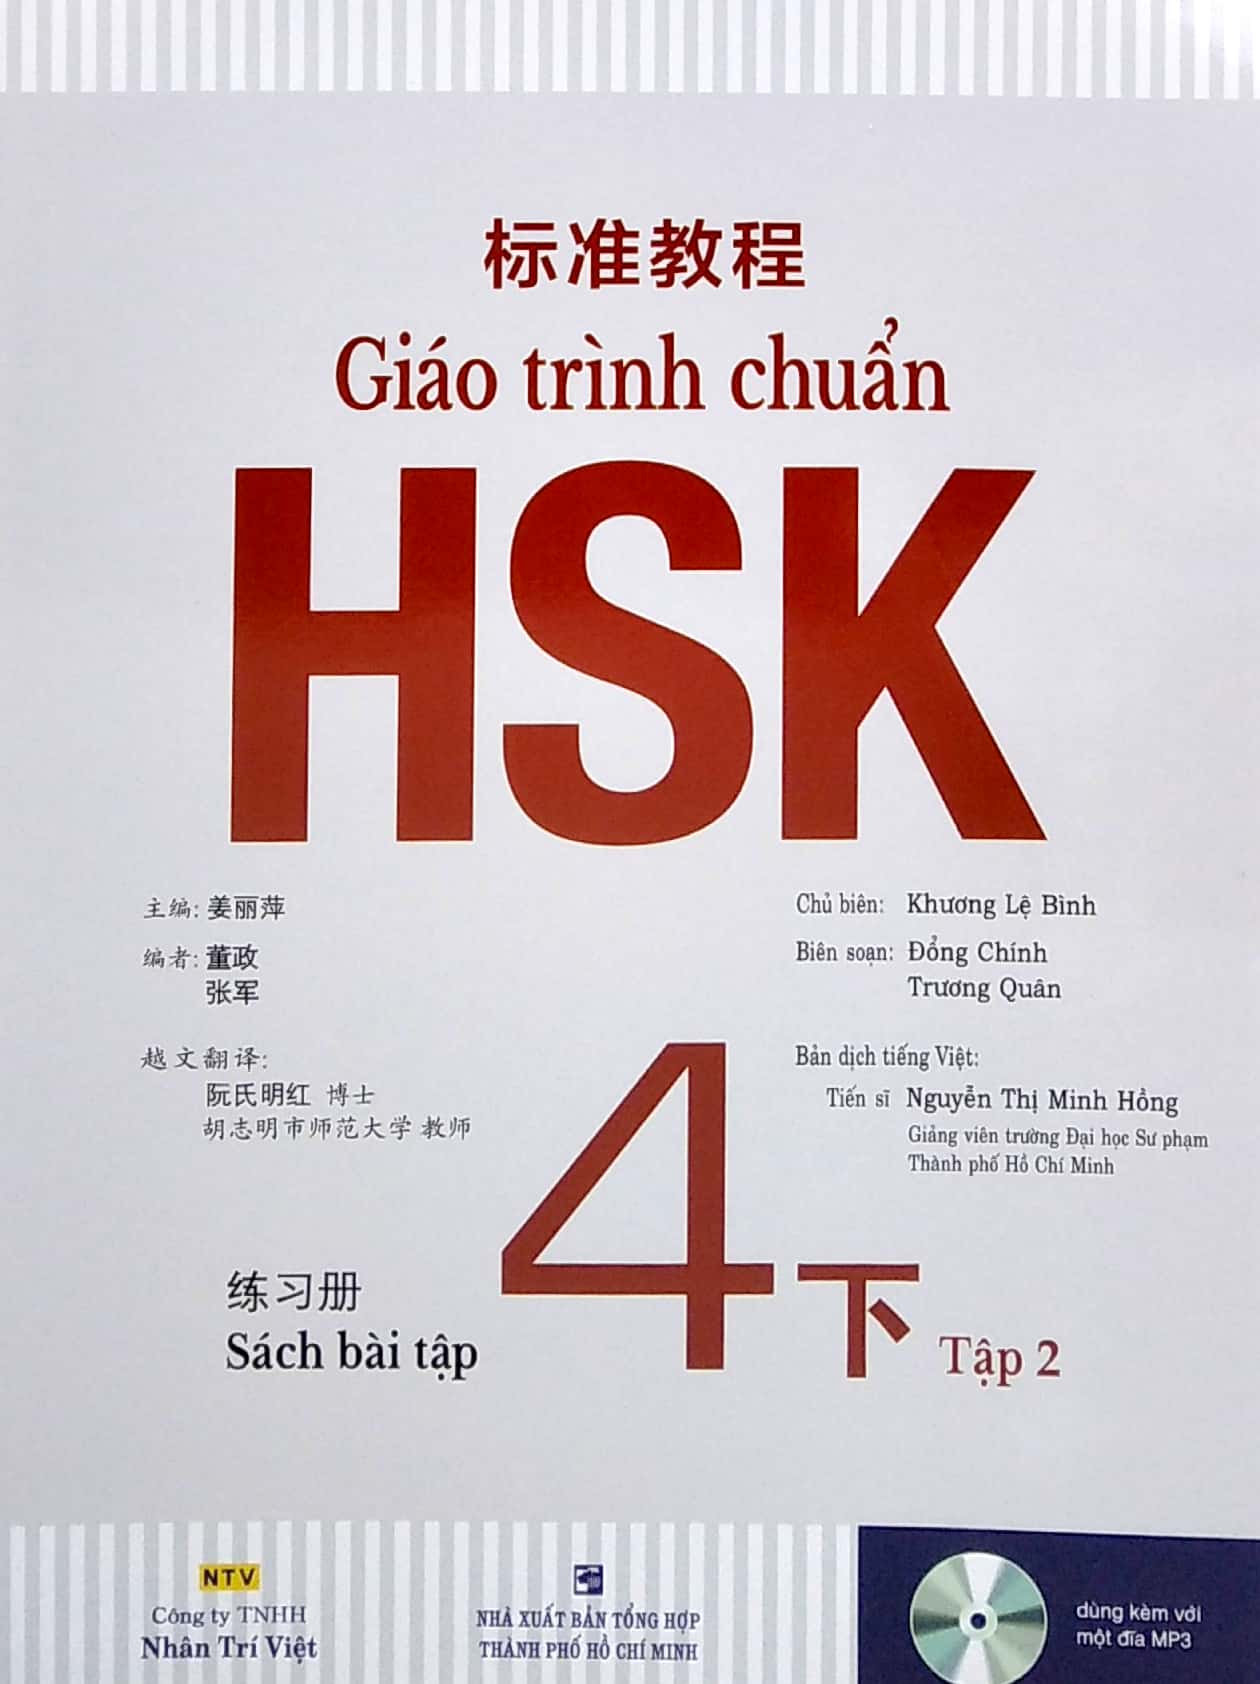 标准教程
Giáo trình chuẩn
HSK
主编: 姜丽萍
编者: 董政
张军
越文翻译:
阮氏明红 博士
胡志明市师范大学 教师
Chủ biên: Khương Lệ Bình
Biên soạn: Đổng Chính
Trương Quân
Bản dịch tiếng Việt:
Tiến sĩ Nguyễn Thị Minh Hồng
Giảng viên trường Đại học Sư phạm
Thành phố Hồ Chí Minh
练习册
Sách bài tập
4下 Tập 2
NTV
Công ty TNHH
Nhân Trí Việt
NHÀ XUẤT BẢN TỔNG HỢP
THÀNH PHỐ HỒ CHÍ MINH
dùng kèm với
một đĩa MP3